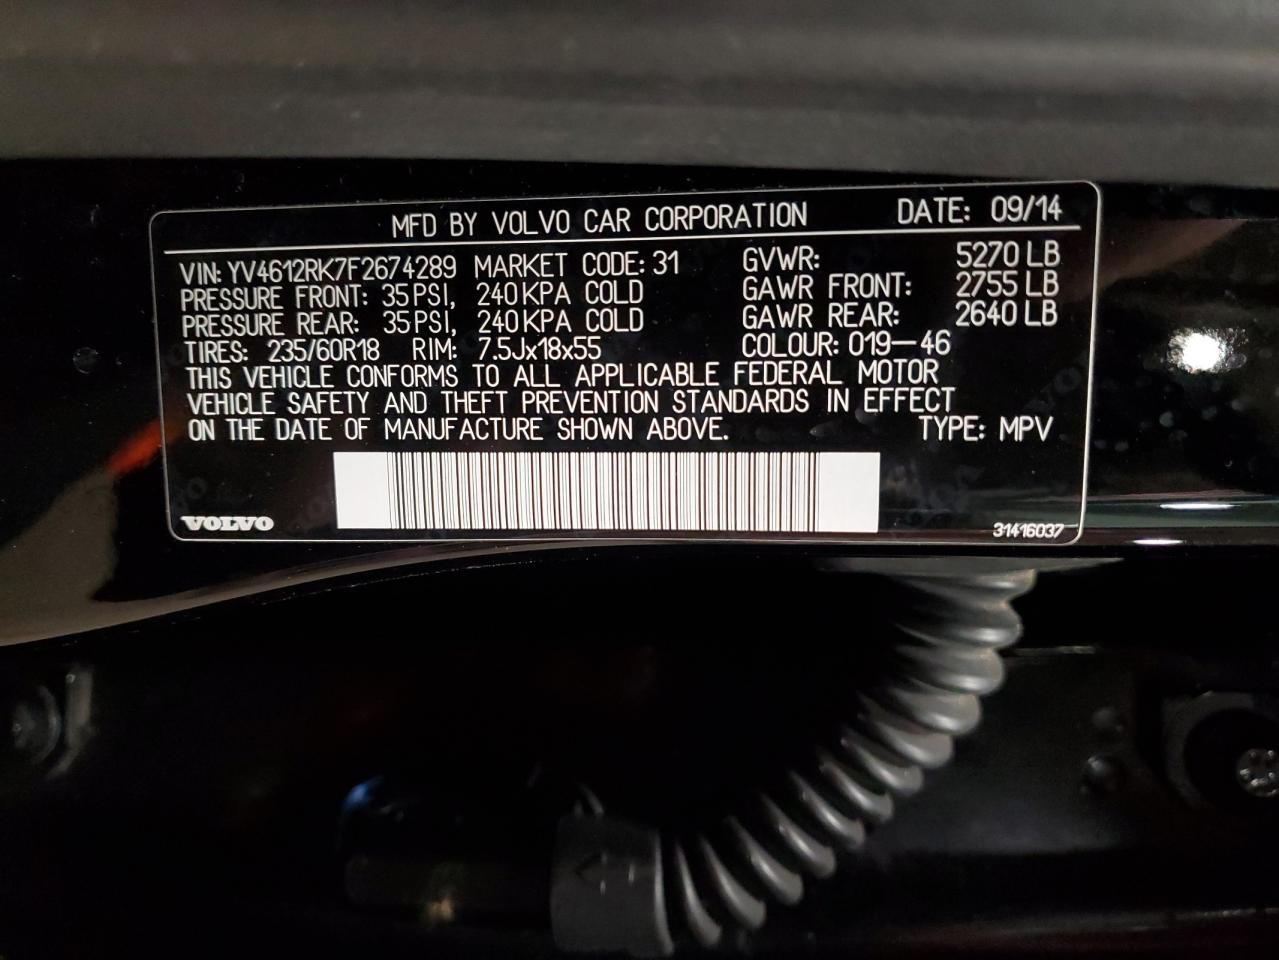 MFD BY VOLVO CAR CORPORATION DATE: 09/14
VIN: YV4612RK7F2674289 MARKET CODE: 31 GVWR: 5270 LB
PRESSURE FRONT: 35 PSI, 240 KPA COLD GAWR FRONT: 2755 LB
PRESSURE REAR: 35 PSI, 240 KPA COLD GAWR REAR: 2640 LB
TIRES: 235/60R18 RIM: 7.5Jx18x55 COLOUR: 019-46
THIS VEHICLE CONFORMS TO ALL APPLICABLE FEDERAL MOTOR
VEHICLE SAFETY AND THEFT PREVENTION STANDARDS IN EFFECT
ON THE DATE OF MANUFACTURE SHOWN ABOVE. TYPE: MPV
VOLVO 31416037